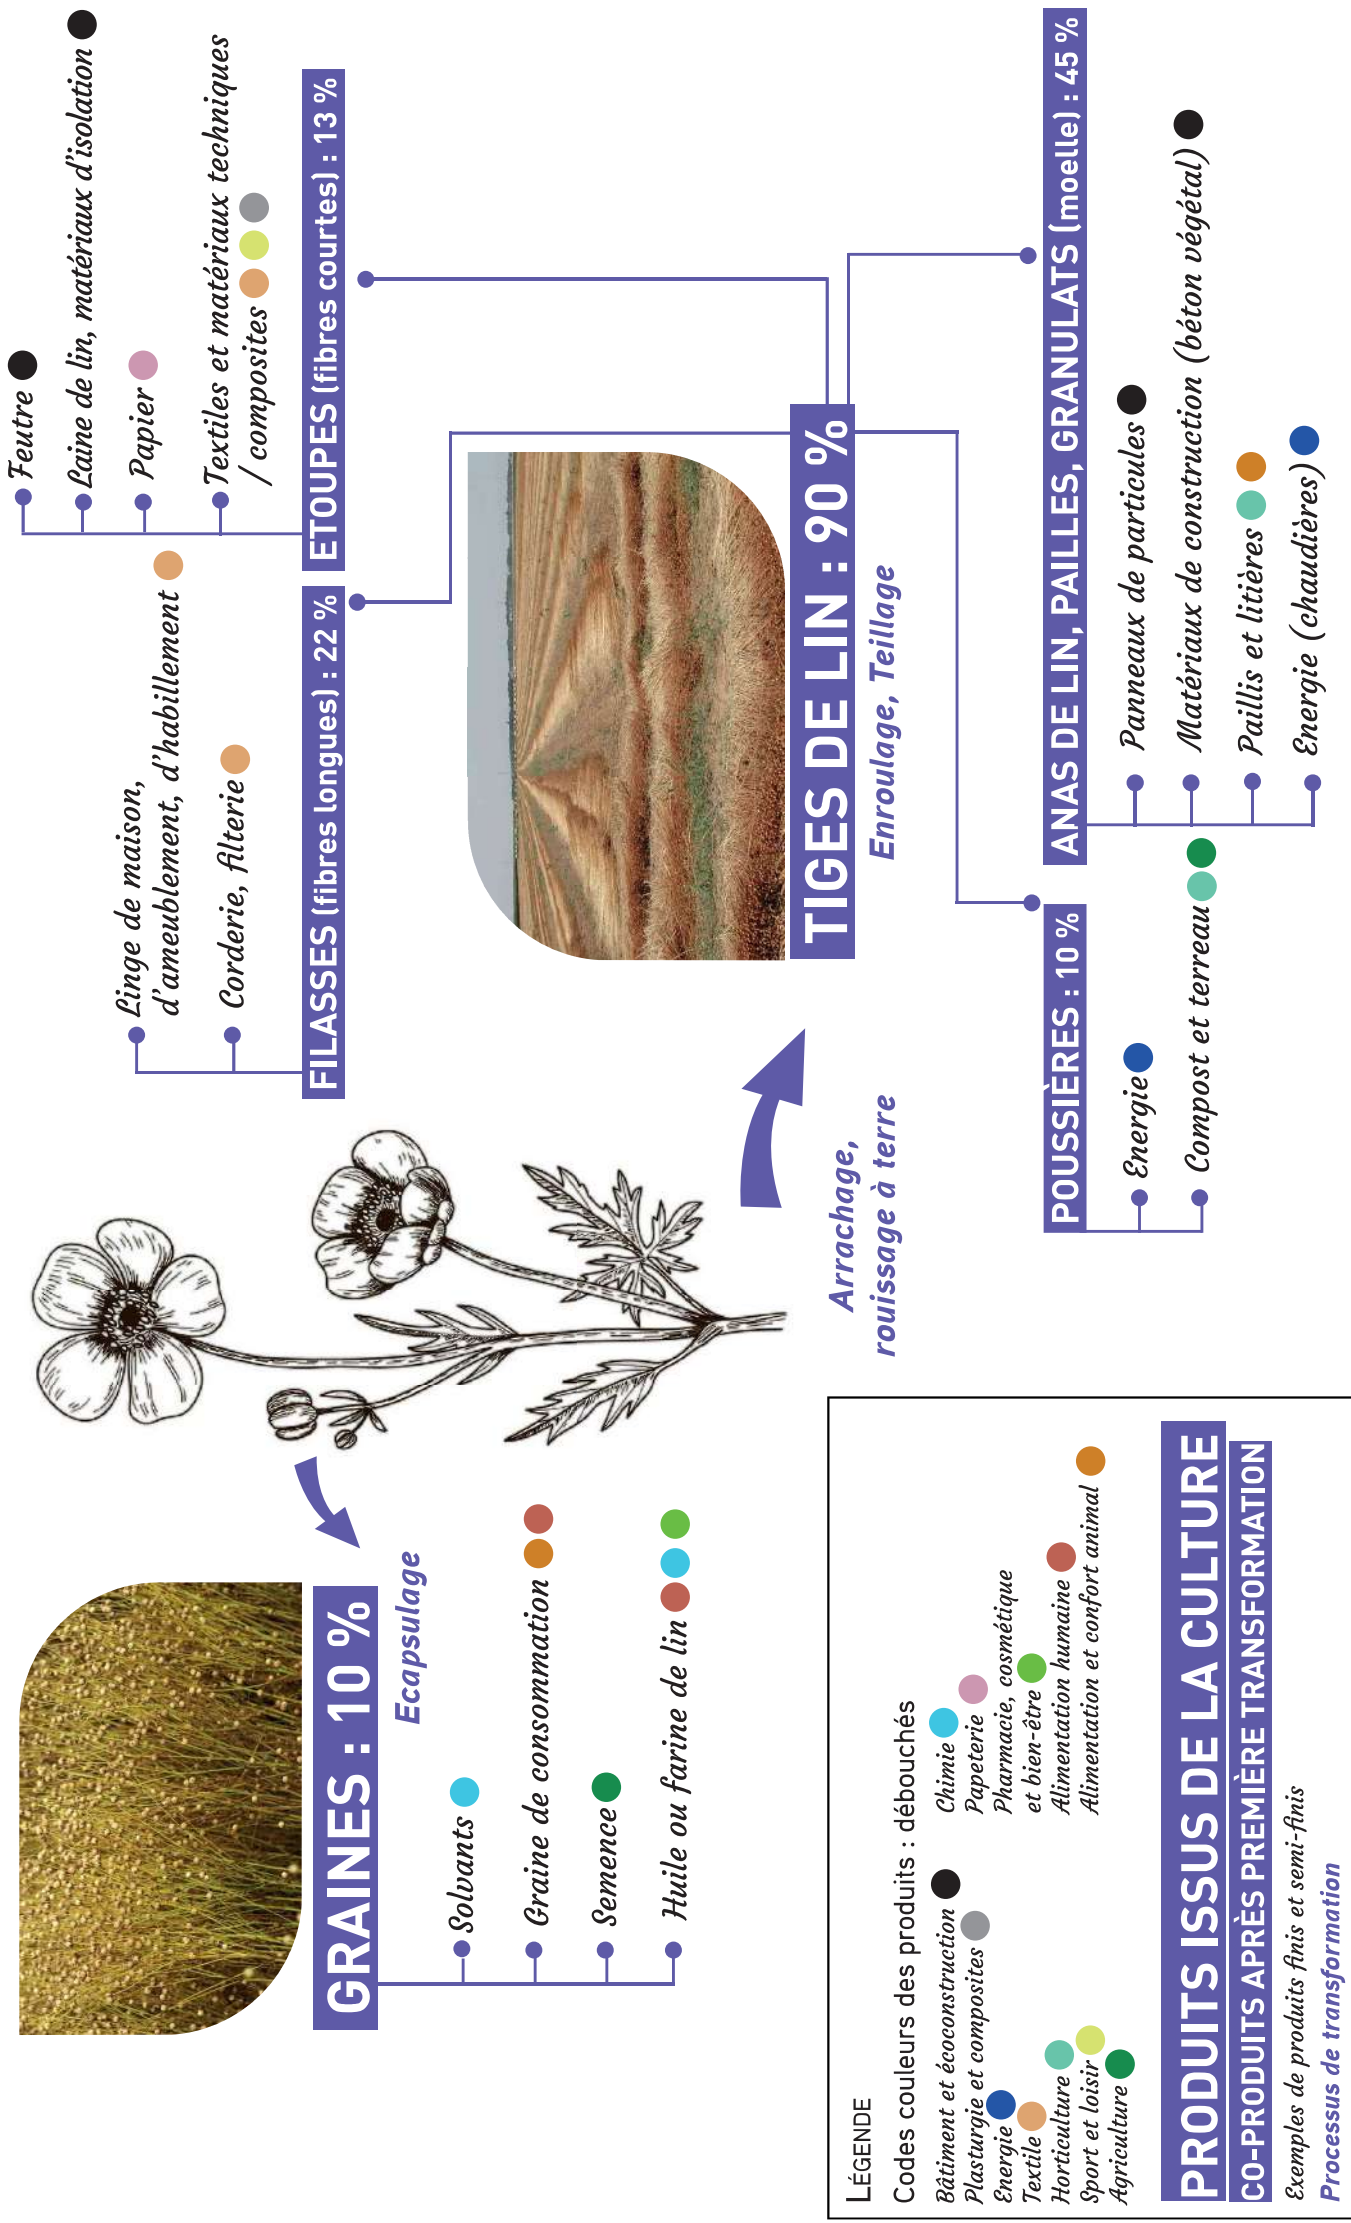 GRAINES : 10 %
Ecapsulage
Solvants
Graine de consommation
Semence
Huile ou farine de lin
Linge de maison,
d'ameublement, d'habillement
Corderie, filterie
FILASSES (fibres longues) : 22 %
Feutre
Laine de lin, matériaux d'isolation
Papier
Textiles et matériaux techniques
/ composites
ETOUPES (fibres courtes) : 13 %
Arrachage,
rouissage à terre
TIGES DE LIN : 90 %
Enroulage, Teillage
POUSSIÈRES : 10 %
Energie
Compost et terreau
ANAS DE LIN, PAILLES, GRANULATS (moelle) : 45 %
Panneaux de particules
Matériaux de construction (béton végétal)
Paillis et litières
Energie (chaudières)
LÉGENDE
Codes couleurs des produits : débouchés
Bâtiment et écoconstruction
Plasturgie et composites
Energie
Textile
Horticulture
Sport et loisir
Agriculture
Chimie
Papeterie
Pharmacie, cosmétique
et bien-être
Alimentation humaine
Alimentation et confort animal
PRODUITS ISSUS DE LA CULTURE
CO-PRODUITS APRÈS PREMIÈRE TRANSFORMATION
Exemples de produits finis et semi-finis
Processus de transformation